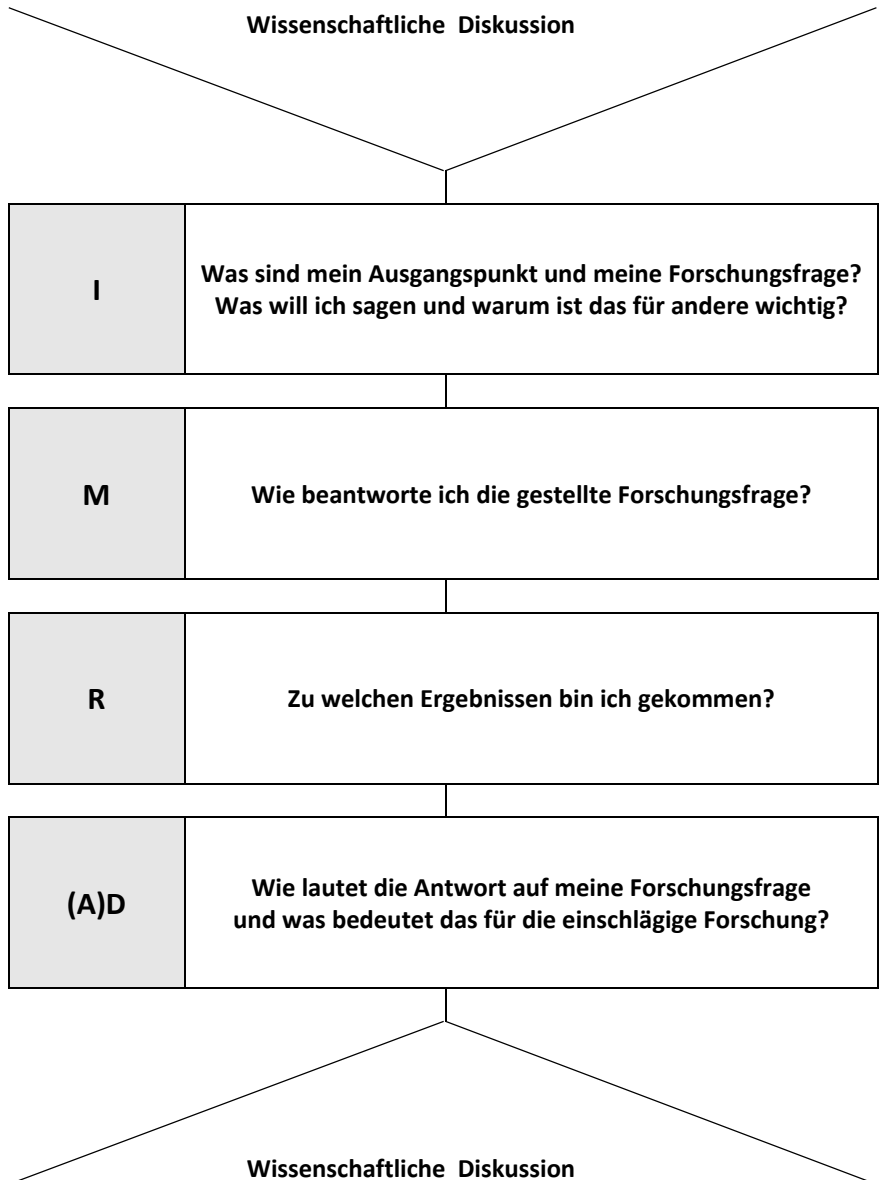 Wissenschaftliche Diskussion
I
Was sind mein Ausgangspunkt und meine Forschungsfrage?
Was will ich sagen und warum ist das für andere wichtig?
M
Wie beantworte ich die gestellte Forschungsfrage?
R
Zu welchen Ergebnissen bin ich gekommen?
(A)D
Wie lautet die Antwort auf meine Forschungsfrage
und was bedeutet das für die einschlägige Forschung?
Wissenschaftliche Diskussion